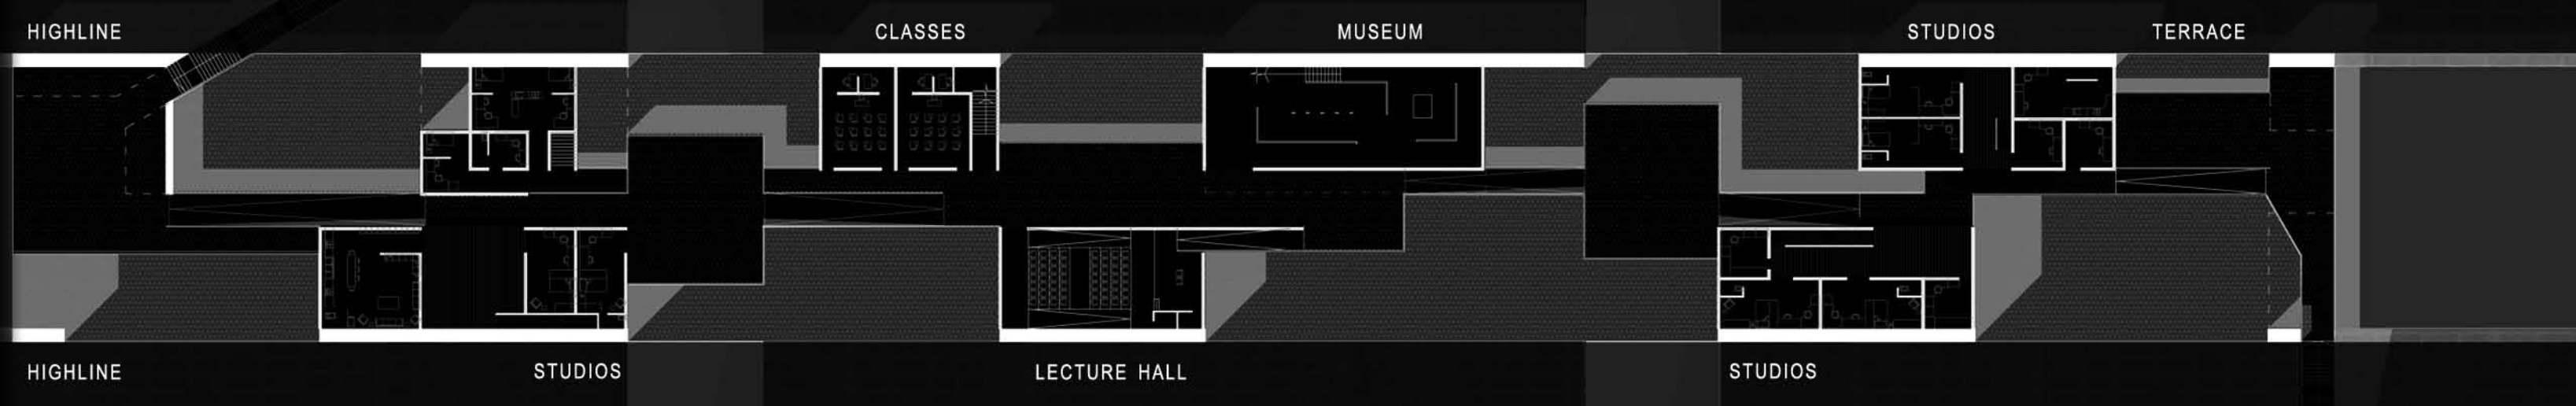 HIGHLINE
CLASSES
MUSEUM
STUDIOS
TERRACE
HIGHLINE
STUDIOS
LECTURE HALL
STUDIOS